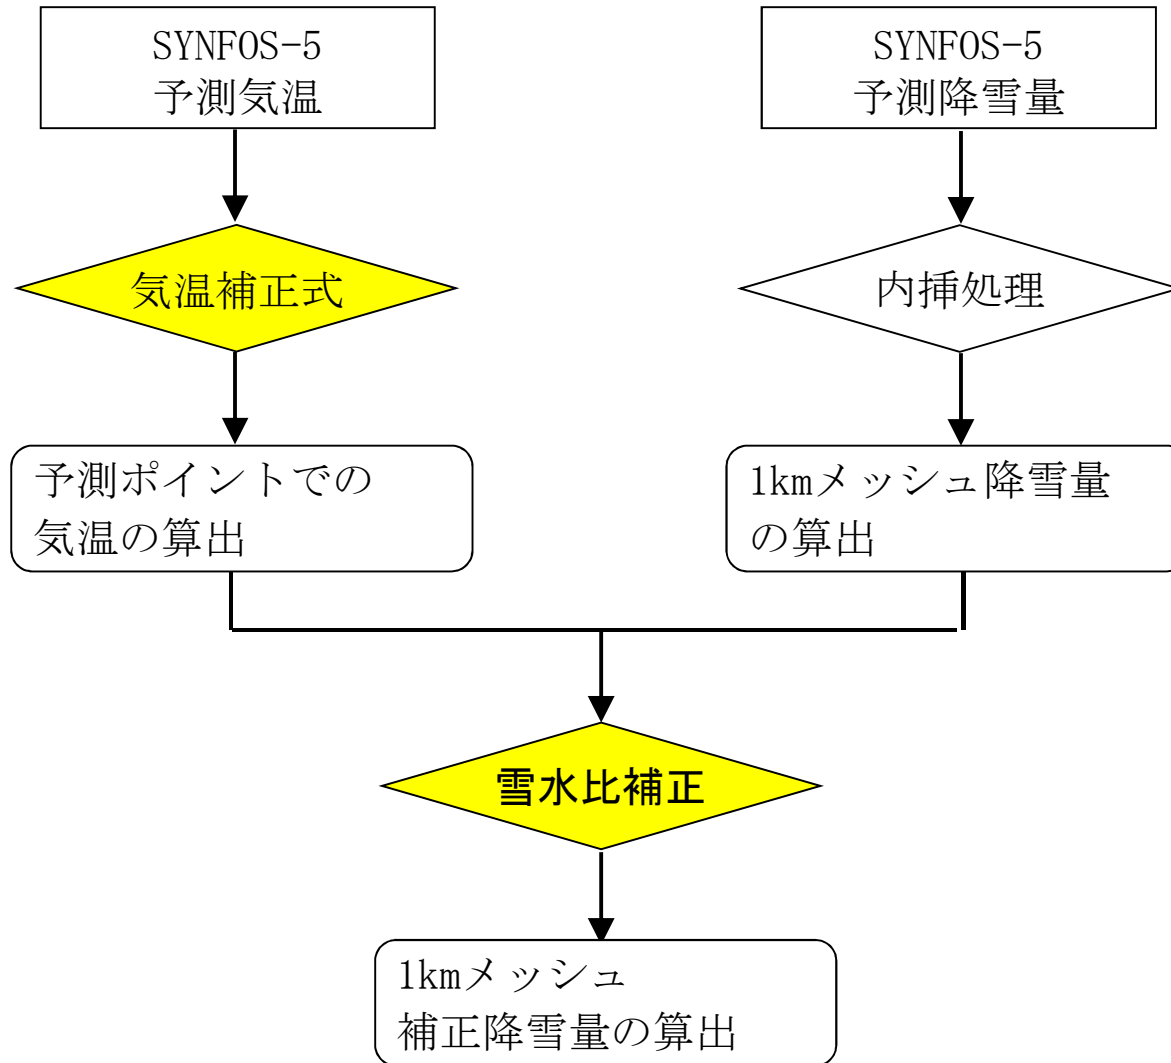 SYNFOS-5
予測気温
SYNFOS-5
予測降雪量
気温補正式
内挿処理
予測ポイントでの
気温の算出
1kmメッシュ降雪量
の算出
雪水比補正
1kmメッシュ
補正降雪量の算出